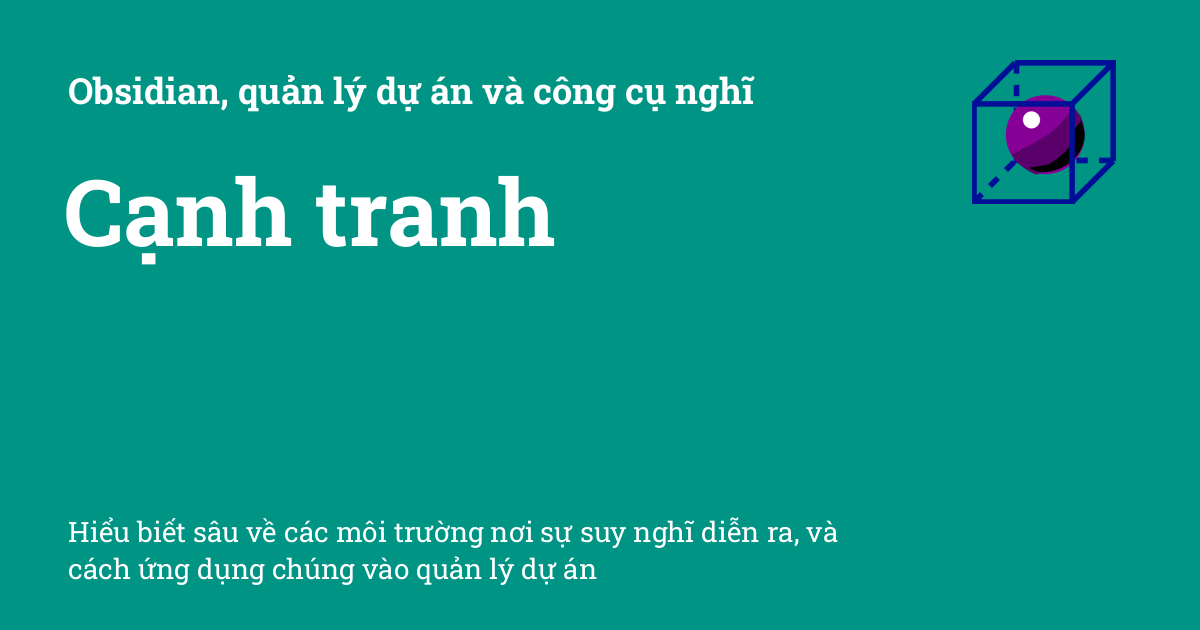 Obsidian, quản lý dự án và công cụ nghĩ
Cạnh tranh
Hiểu biết sâu về các môi trường nơi sự suy nghĩ diễn ra, và
cách ứng dụng chúng vào quản lý dự án